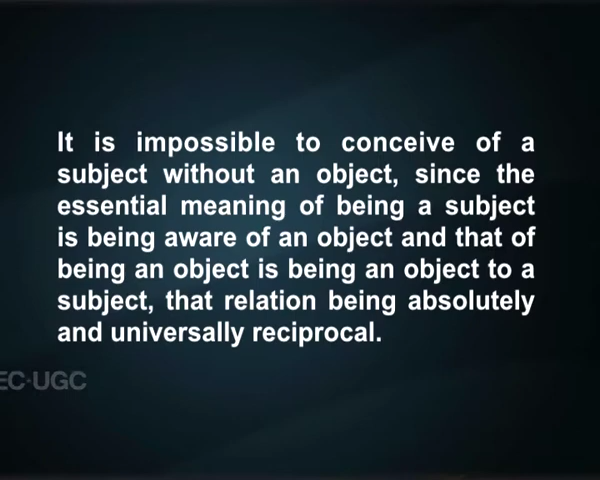 It is impossible to conceive of a
subject without an object, since the
essential meaning of being a subject
is being aware of an object and that of
being an object is being an object to a
subject, that relation being absolutely
and universally reciprocal.
EC·UGC